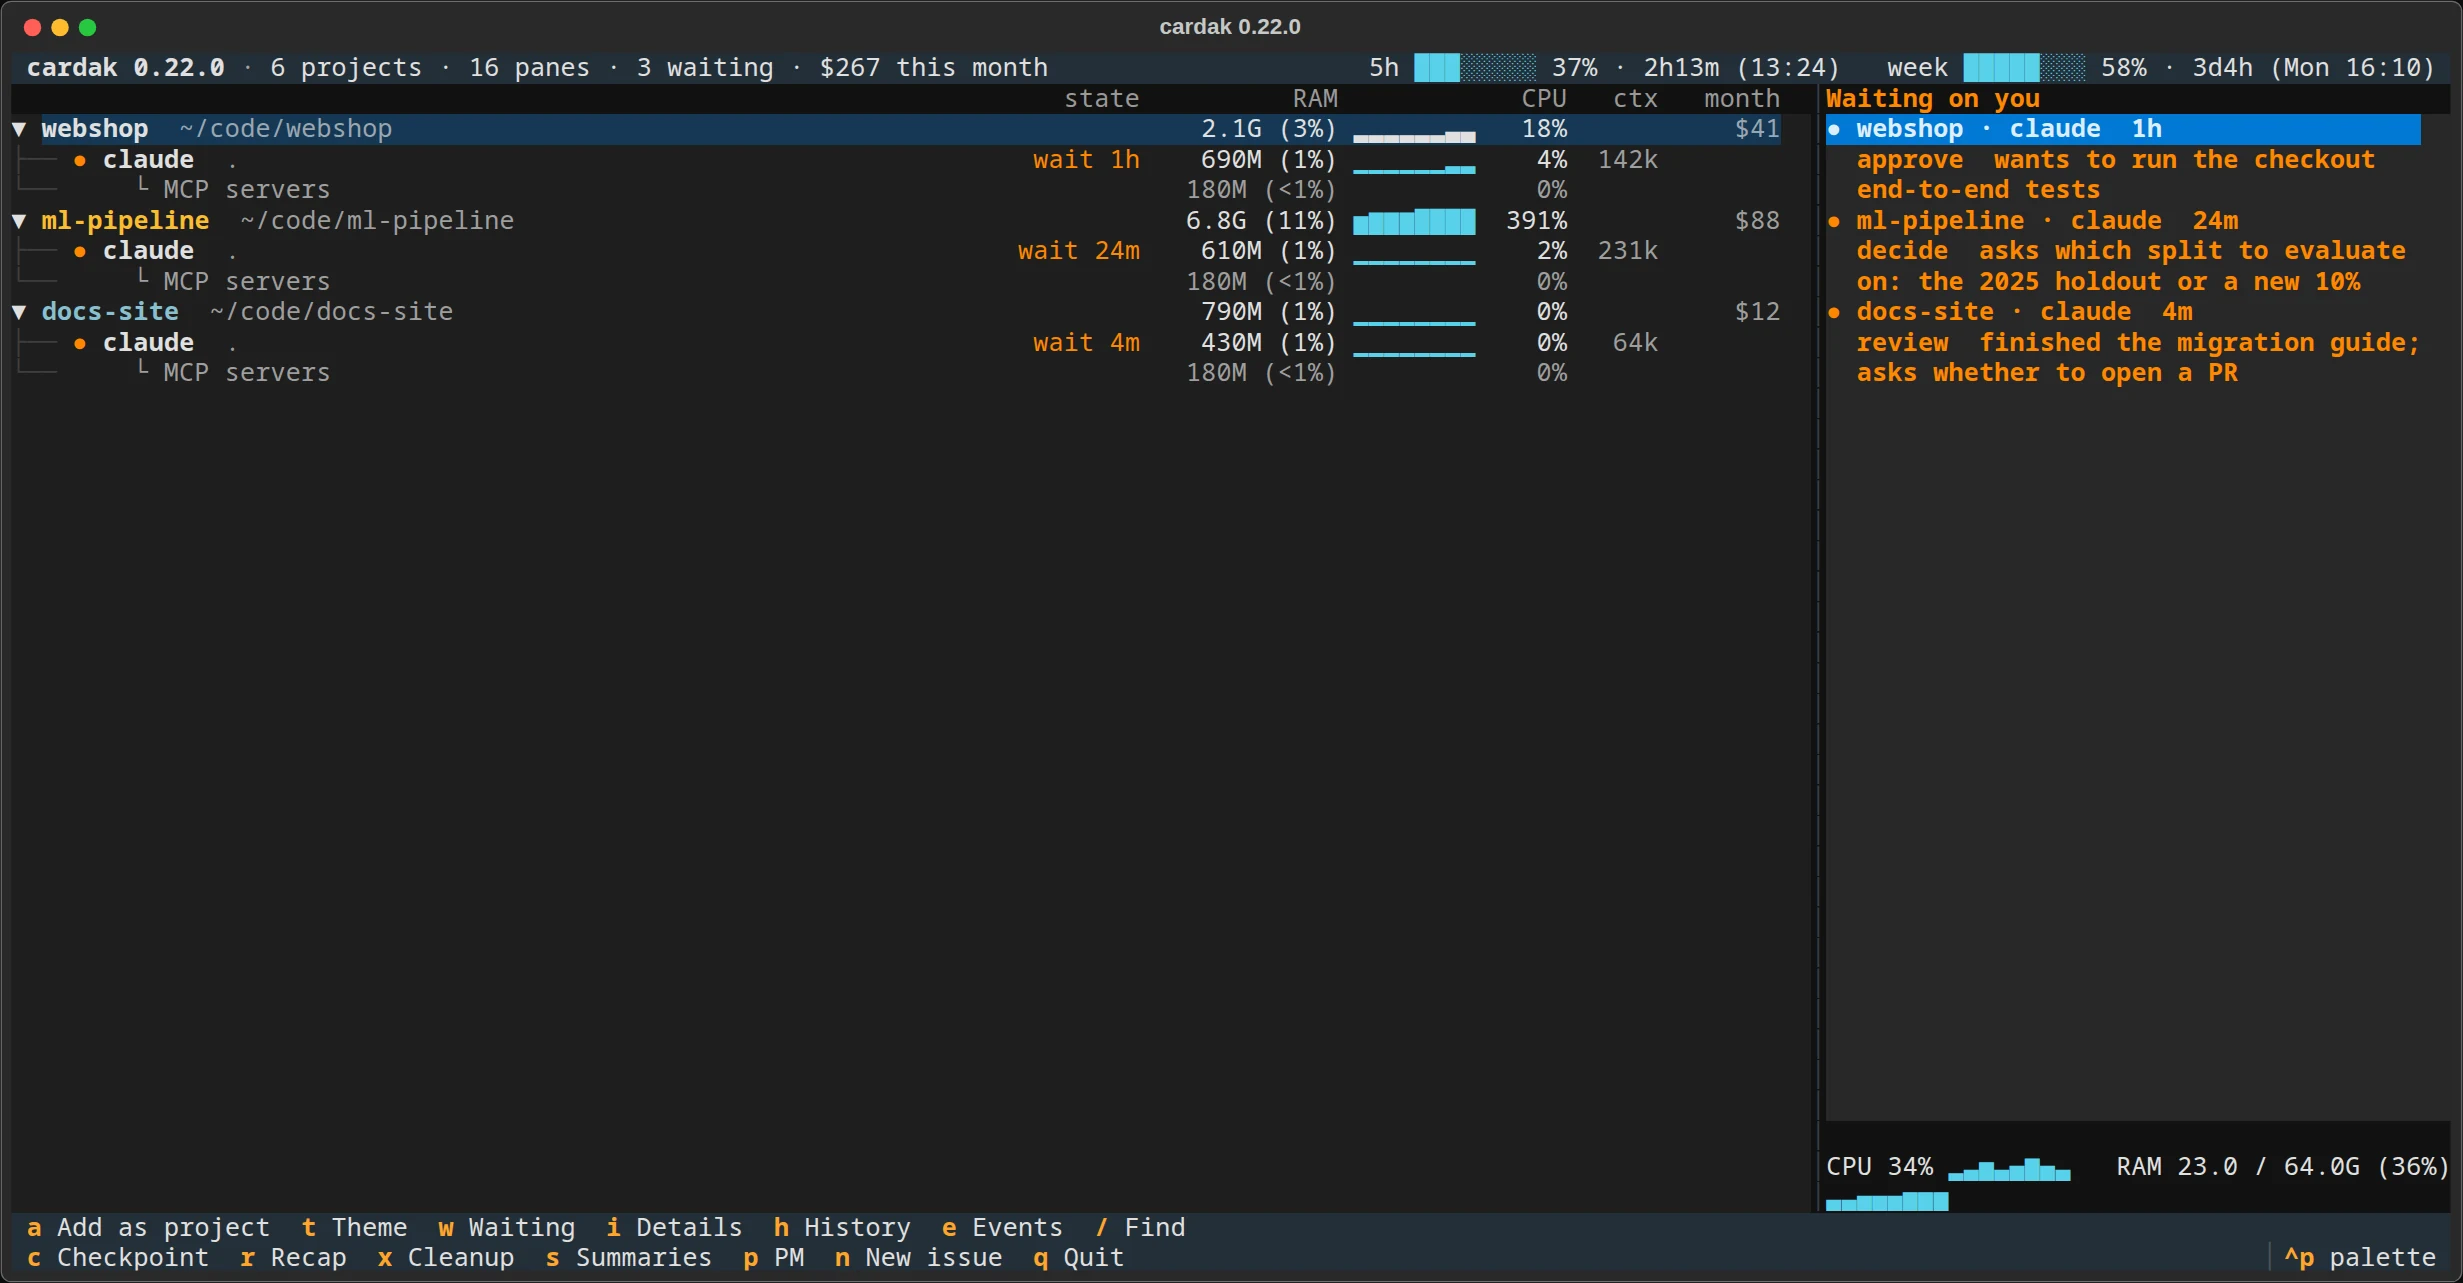 cardak 0.22.0
cardak 0.22.0 · 6 projects · 16 panes · 3 waiting · $267 this month 5h 37% · 2h13m (13:24) week 58% · 3d4h (Mon 16:10)
state RAM CPU ctx month
▼ webshop ~/code/webshop 2.1G (3%) 18% $41
● claude . wait 1h 690M (1%) 4% 142k
└ MCP servers 180M (<1%) 0%
▼ ml-pipeline ~/code/ml-pipeline 6.8G (11%) 391% $88
● claude . wait 24m 610M (1%) 2% 231k
└ MCP servers 180M (<1%) 0%
▼ docs-site ~/code/docs-site 790M (1%) 0% $12
● claude . wait 4m 430M (1%) 0% 64k
└ MCP servers 180M (<1%) 0%
Waiting on you
● webshop · claude 1h
approve wants to run the checkout
end-to-end tests
● ml-pipeline · claude 24m
decide asks which split to evaluate
on: the 2025 holdout or a new 10%
● docs-site · claude 4m
review finished the migration guide;
asks whether to open a PR
CPU 34% RAM 23.0 / 64.0G (36%)
a Add as project t Theme w Waiting i Details h History e Events / Find
c Checkpoint r Recap x Cleanup s Summaries p PM n New issue q Quit ^p palette